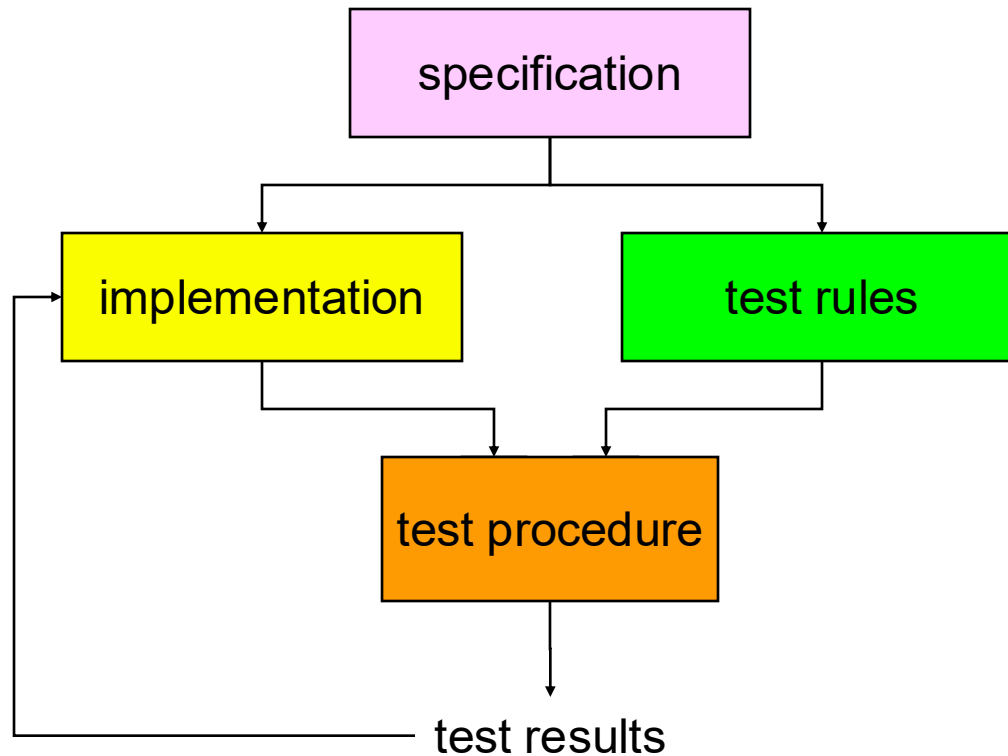 specification
implementation
test rules
test procedure
test results